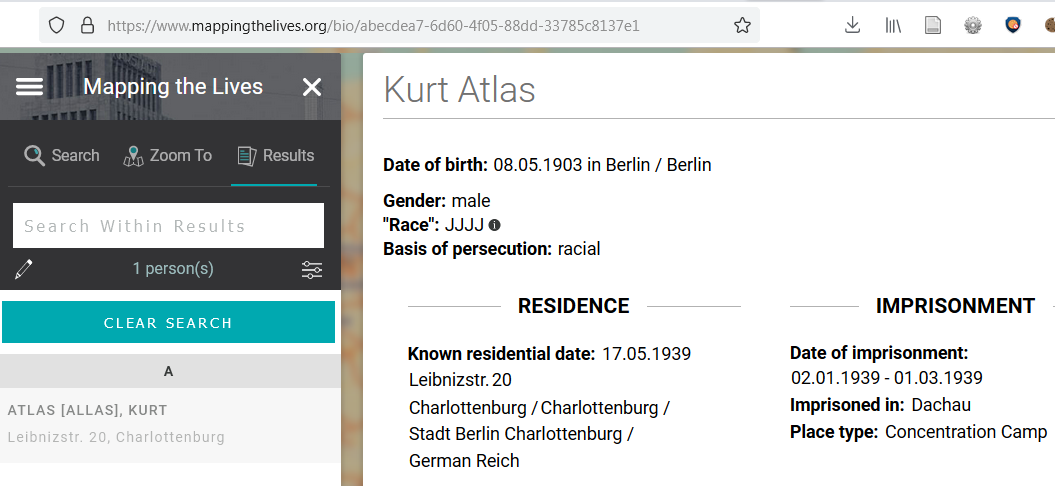 https://www.mappingthelives.org/bio/abecdea7-6d60-4f05-88dd-33785c8137e1
Mapping the Lives
Search
Zoom To
Results
Search Within Results
1 person(s)
CLEAR SEARCH
A
ATLAS [ALLAS], KURT
Leibnizstr. 20, Charlottenburg
Kurt Atlas
Date of birth: 08.05.1903 in Berlin / Berlin
Gender: male
"Race": JJJJ
Basis of persecution: racial
RESIDENCE
Known residential date: 17.05.1939
Leibnizstr. 20
Charlottenburg / Charlottenburg /
Stadt Berlin Charlottenburg /
German Reich
IMPRISONMENT
Date of imprisonment:
02.01.1939 - 01.03.1939
Imprisoned in: Dachau
Place type: Concentration Camp